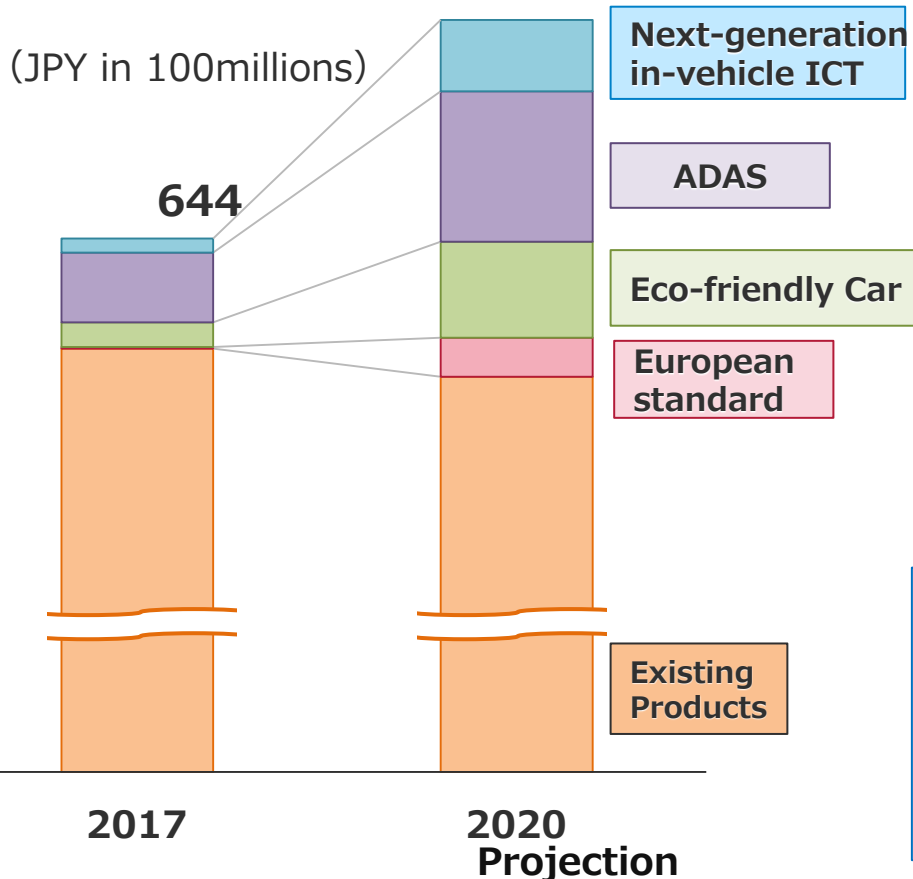 Next-generation
in-vehicle ICT
(JPY in 100millions)
ADAS
644
Eco-friendly Car
European
standard
Existing
Products
2017
2020
Projection